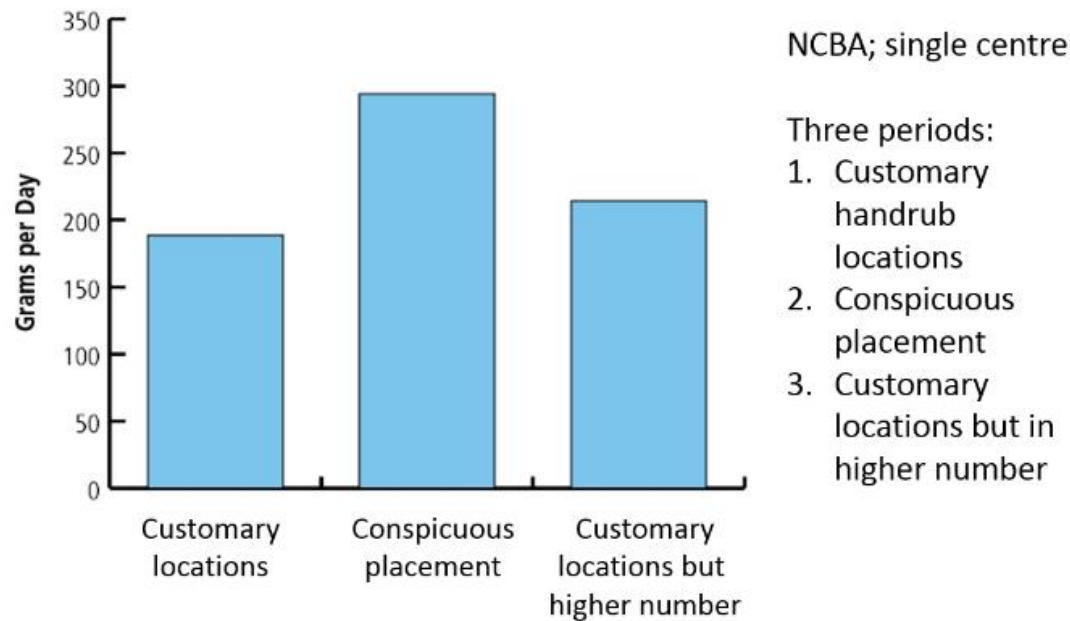 350
300
250
200
150
100
50
0
Grams per Day
Customary
locations
Conspicuous
placement
Customary
locations but
higher number
NCBA; single centre
Three periods:
1. Customary
handrub
locations
2. Conspicuous
placement
3. Customary
locations but in
higher number